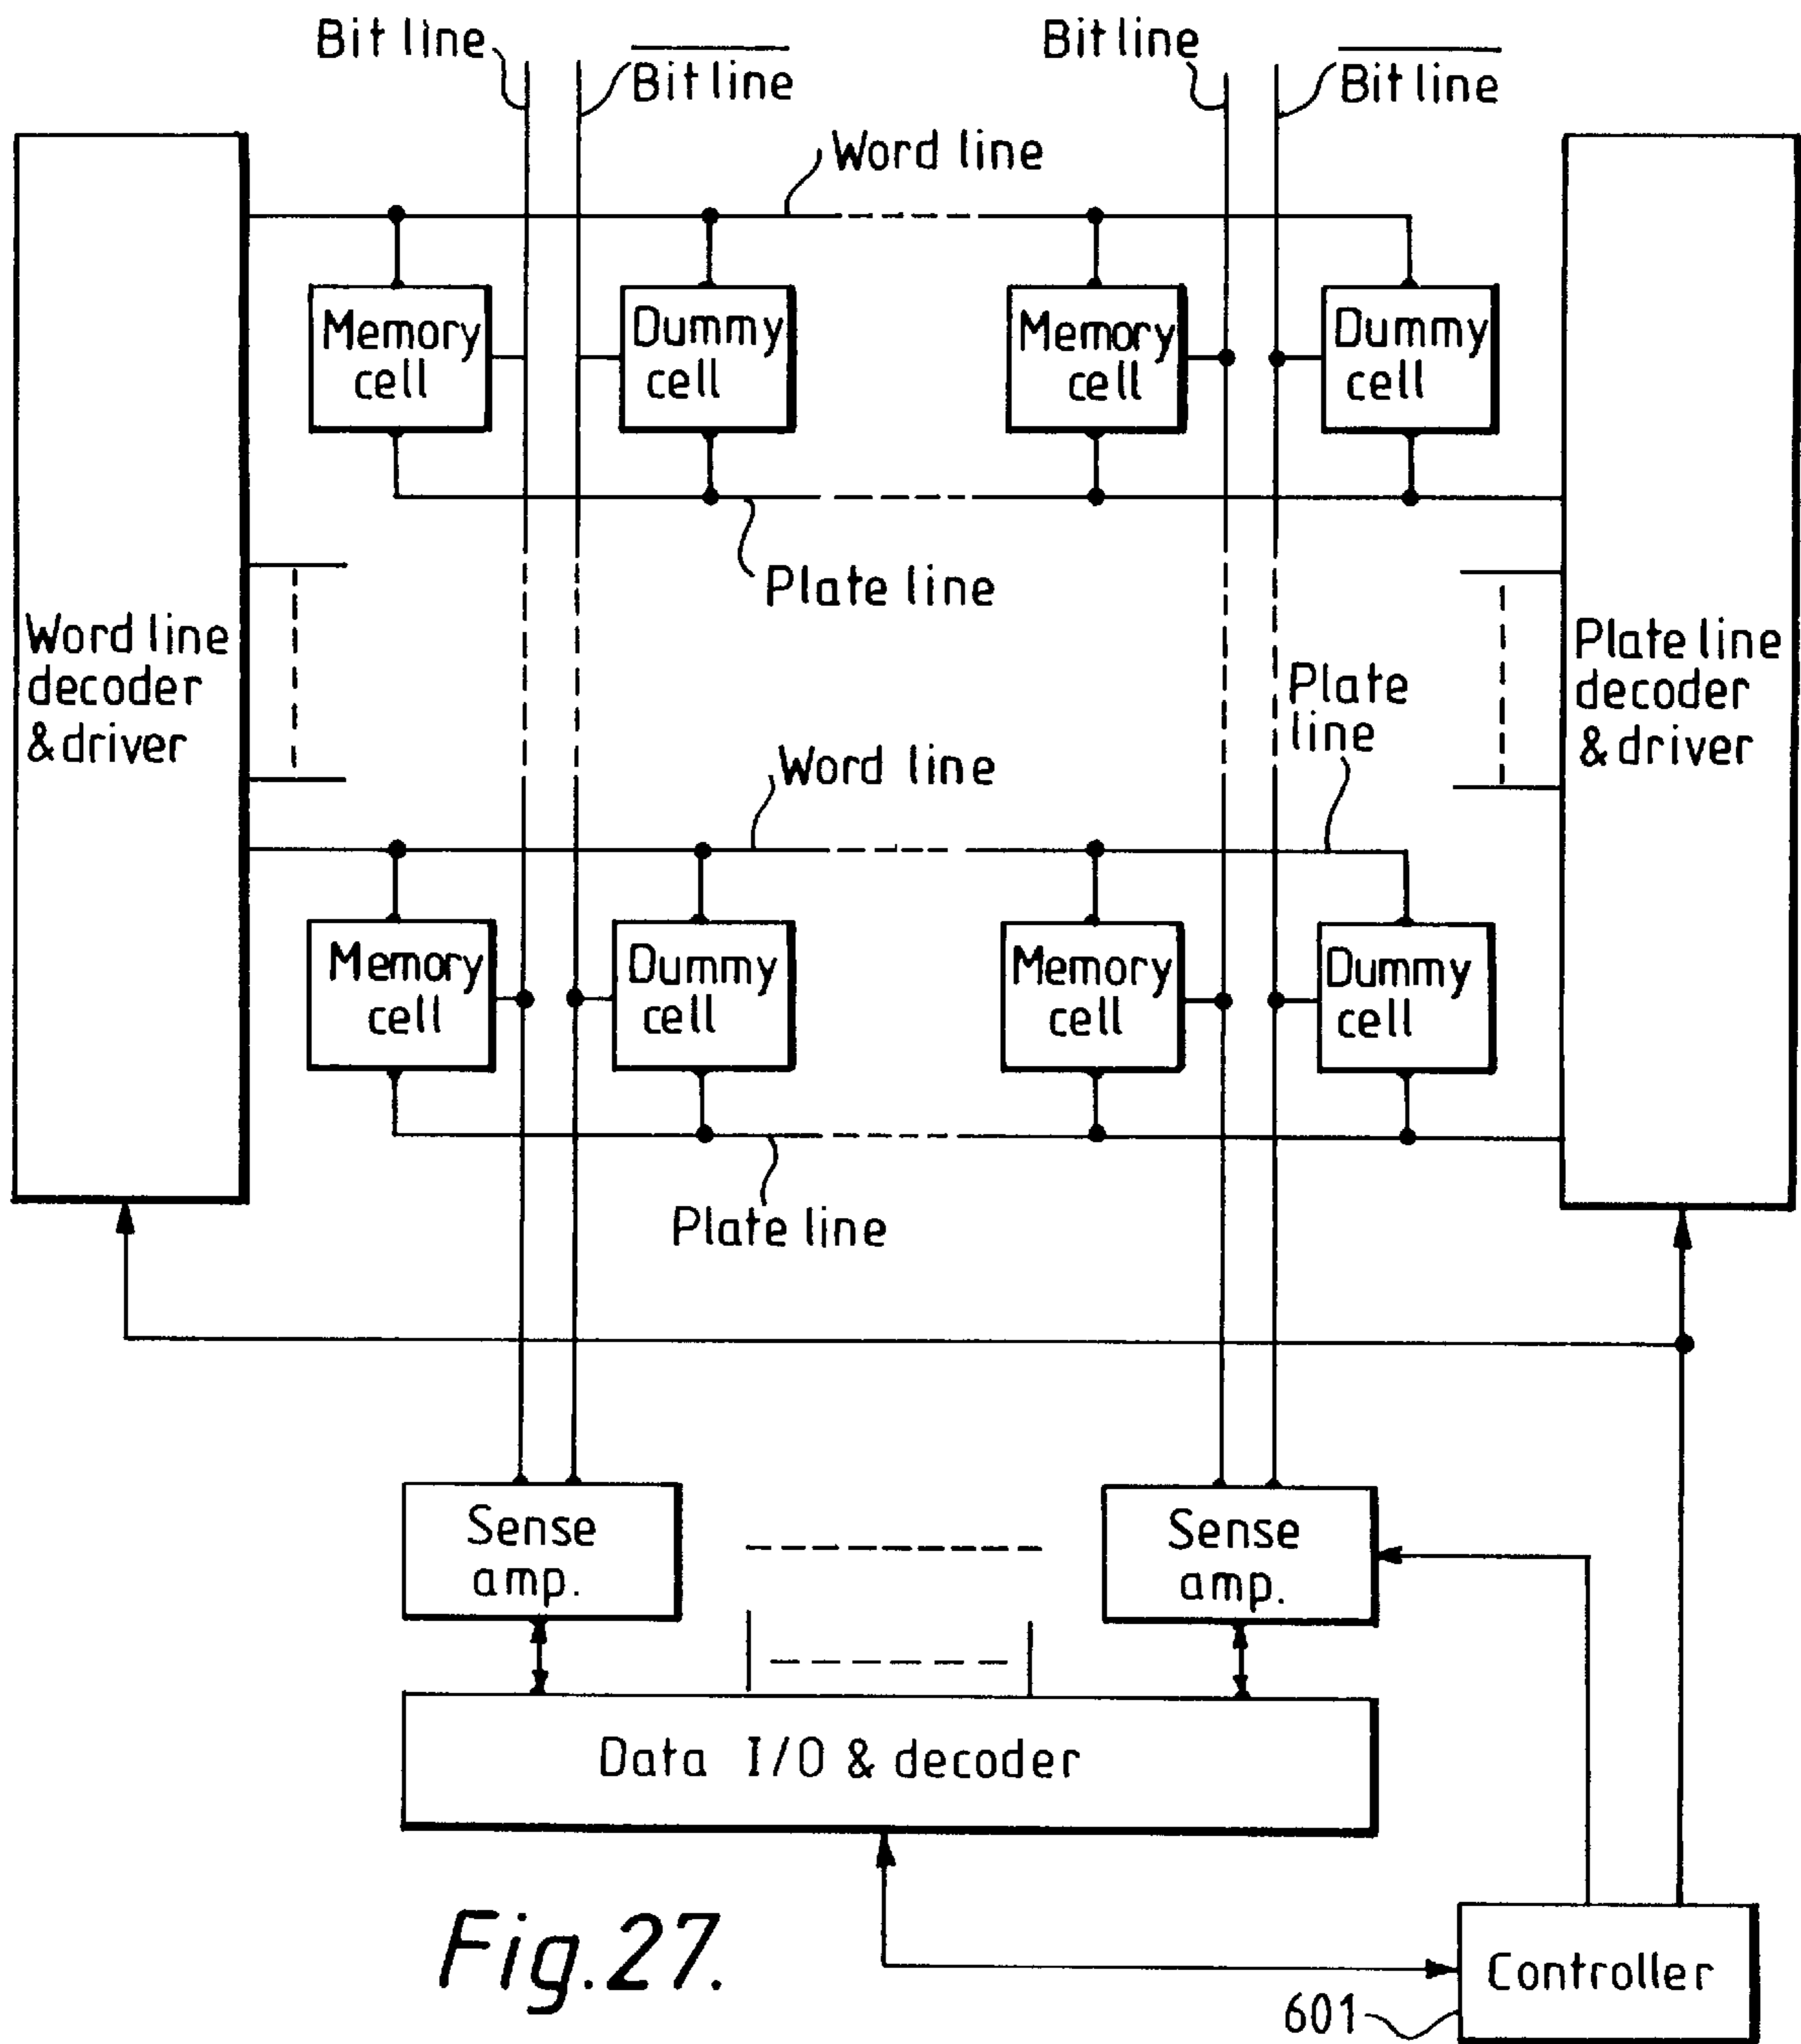 Bit line
Bit line
Bit line
Bit line
Word line
Memory
cell
Dummy
cell
Memory
cell
Dummy
cell
Plate line
Word line
decoder
& driver
Plate line
decoder
& driver
Plate
line
Word line
Memory
cell
Dummy
cell
Memory
cell
Dummy
cell
Plate line
Sense
amp.
Sense
amp.
Data I/O & decoder
Controller
601
Fig.27.